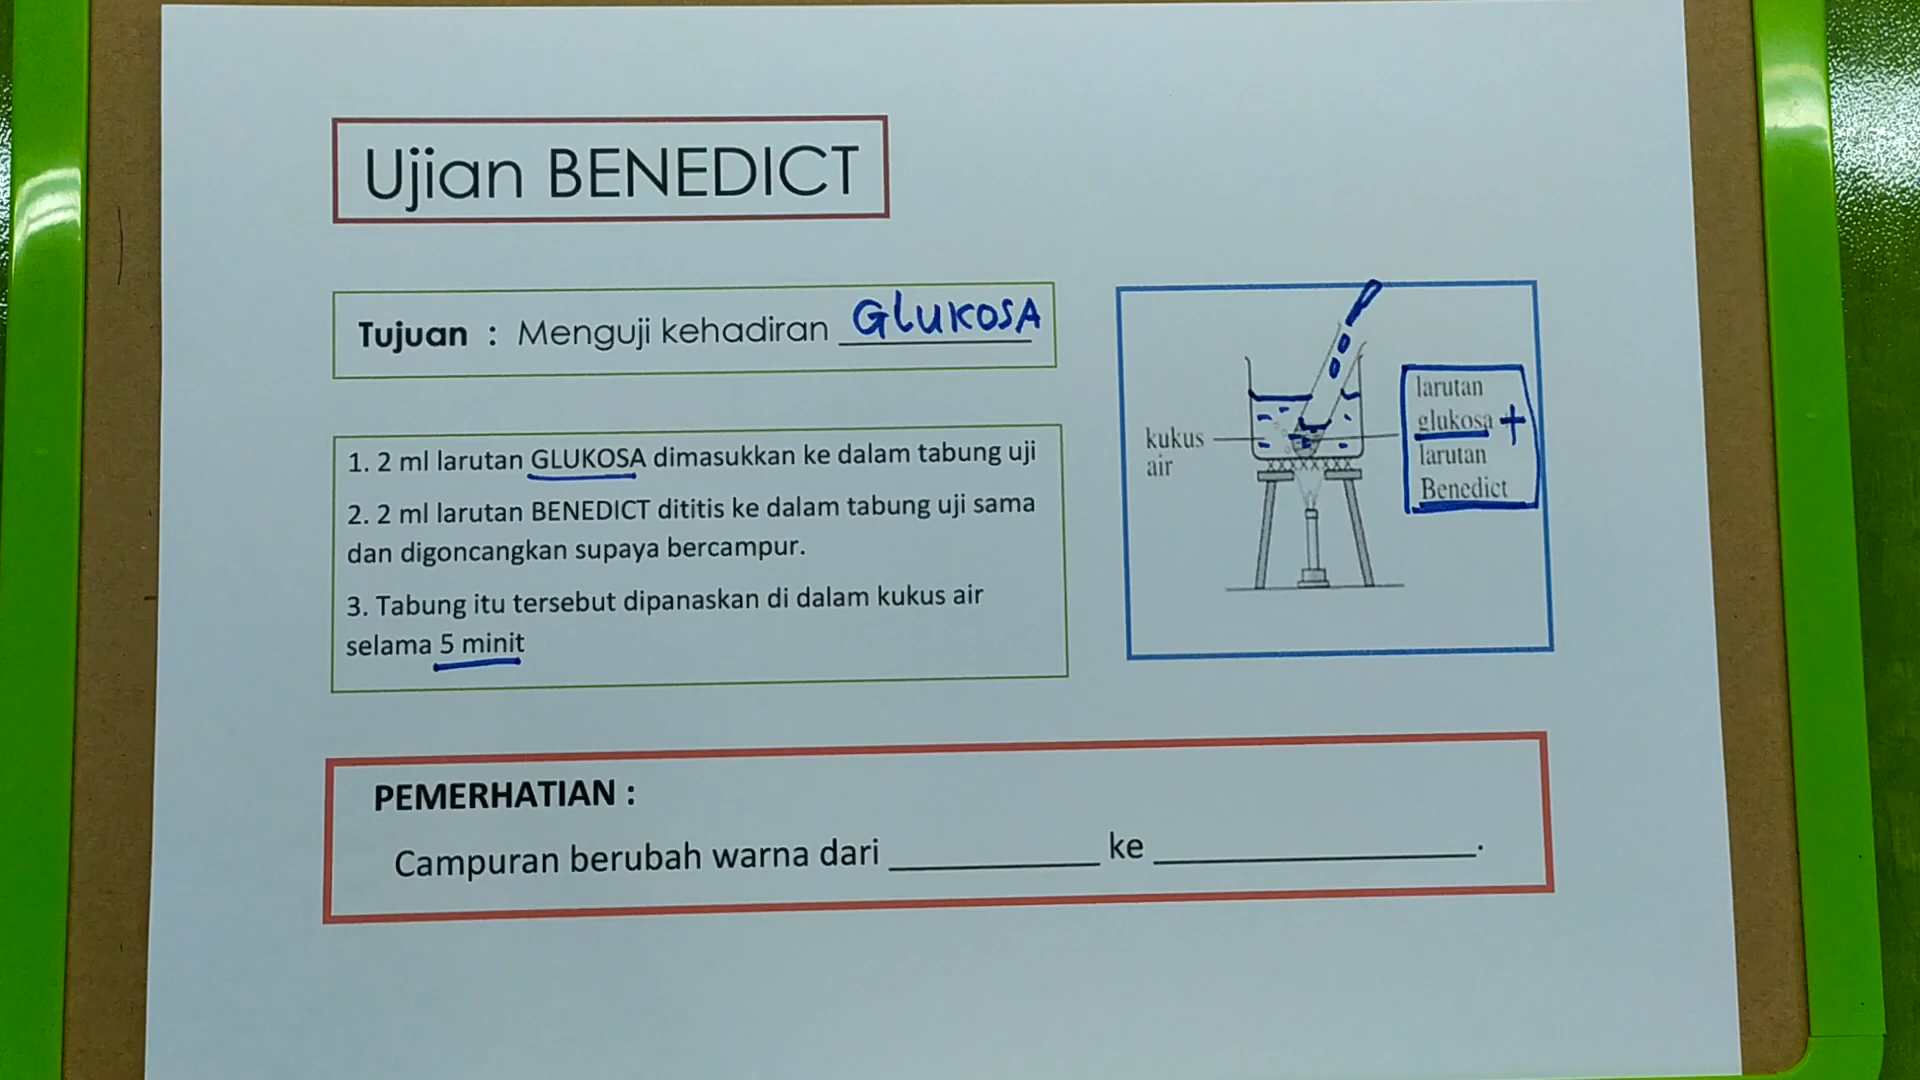 Ujian BENEDICT
Tujuan : Menguji kehadiran GLUKOSA
1. 2 ml larutan GLUKOSA dimasukkan ke dalam tabung uji
2. 2 ml larutan BENEDICT dititis ke dalam tabung uji sama
dan digoncangkan supaya bercampur.
3. Tabung itu tersebut dipanaskan di dalam kukus air
selama 5 minit
kukus
air
larutan
glukosa +
larutan
Benedict
PEMERHATIAN :
Campuran berubah warna dari __________ ke _______________.